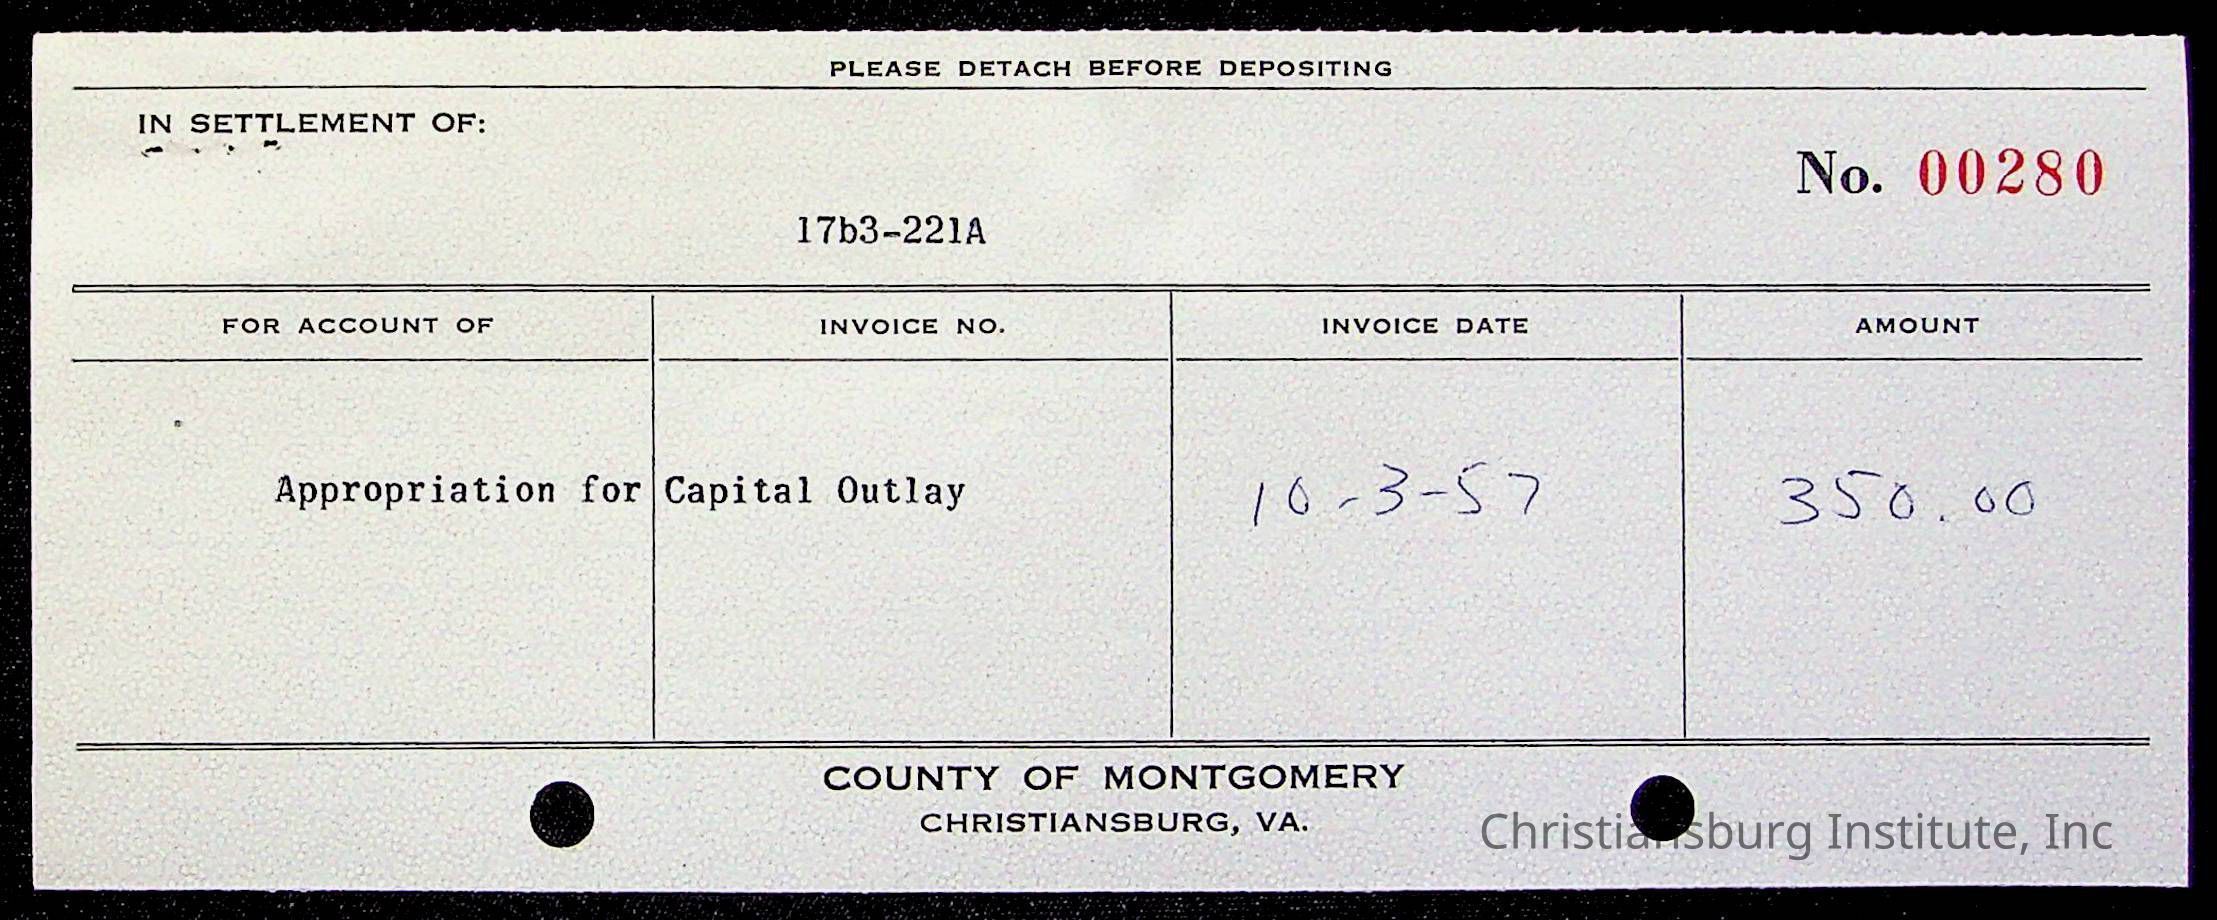 PLEASE DETACH BEFORE DEPOSITING
IN SETTLEMENT OF:
No. 00280
17b3-221A
FOR ACCOUNT OF INVOICE NO. INVOICE DATE AMOUNT
Appropriation for Capital Outlay 10-3-57 350.00
COUNTY OF MONTGOMERY
CHRISTIANSBURG, VA.
Christiansburg Institute, Inc